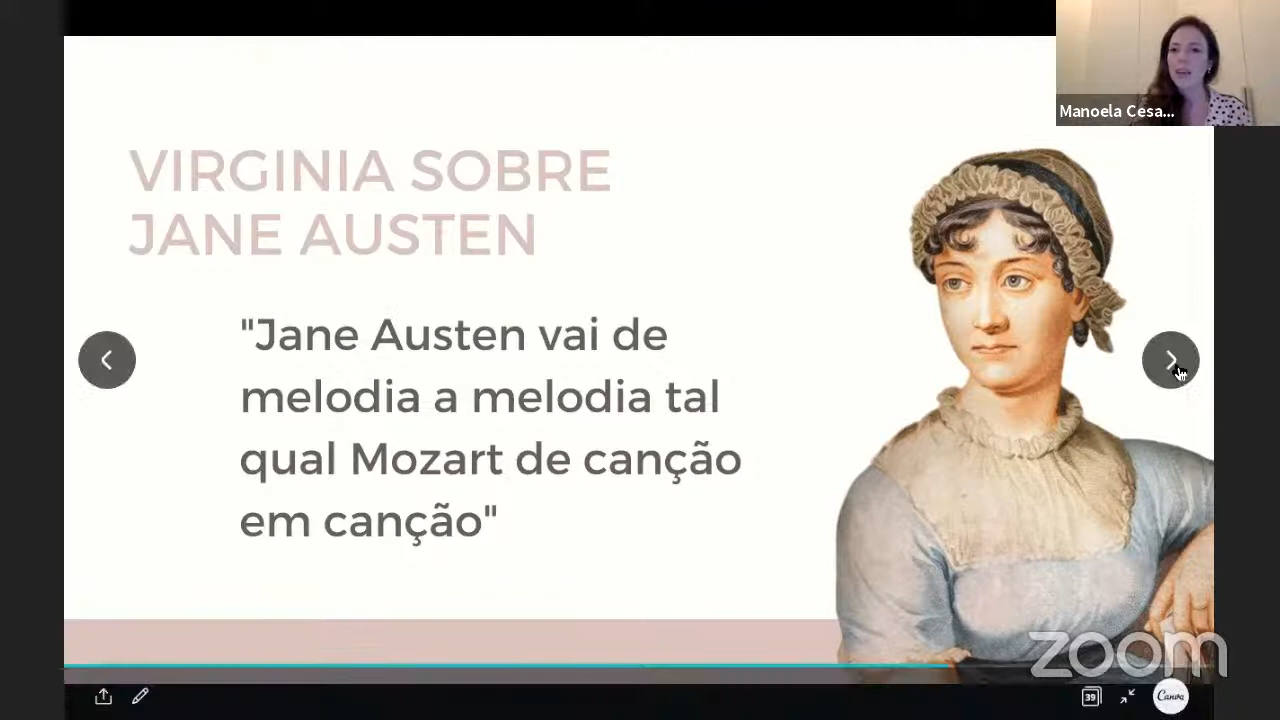 Manoela Cesa...
VIRGINIA SOBRE
JANE AUSTEN
"Jane Austen vai de
melodia a melodia tal
qual Mozart de canção
em canção"
zoom
39
Canva